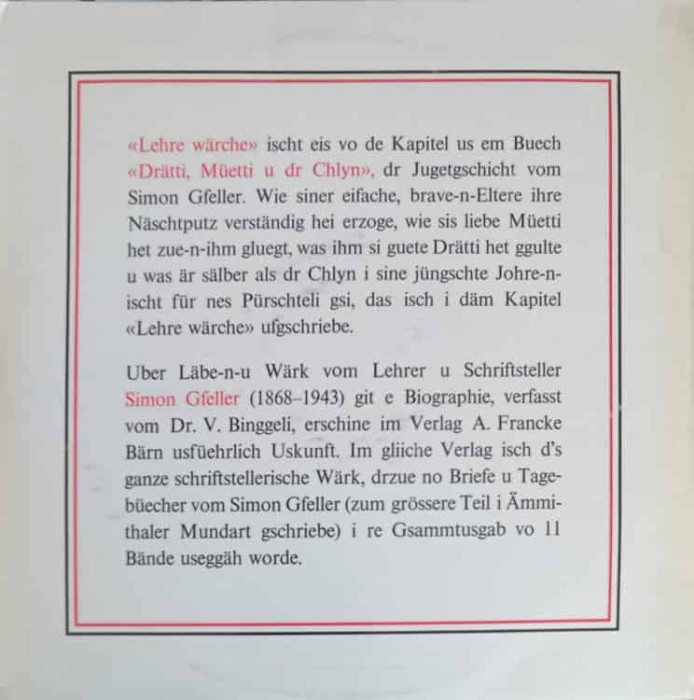 «Lehre wärche» ischt eis vo de Kapitel us em Buech
«Drätti, Müetti u dr Chlyn», dr Jugetgschicht vom
Simon Gfeller. Wie siner eifache, brave-n-Eltere ihre
Näschtputz verständig hei erzoge, wie sis liebe Müetti
het zue-n-ihm gluegt, was ihm si guete Drätti het ggulte
u was är sälber als dr Chlyn i sine jüngschte Johre-n-
ischt für nes Pürschteli gsi, das isch i däm Kapitel
«Lehre wärche» ufgschriebe.
Uber Läbe-n-u Wärk vom Lehrer u Schriftsteller
Simon Gfeller (1868–1943) git e Biographie, verfasst
vom Dr. V. Binggeli, erschine im Verlag A. Francke
Bärn usfüehrlich Uskunft. Im gliiche Verlag isch d's
ganze schriftstellerische Wärk, drzue no Briefe u Tage-
büecher vom Simon Gfeller (zum grössere Teil i Ämmi-
thaler Mundart gschriebe) i re Gsammtusgab vo 11
Bände useggäh worde.